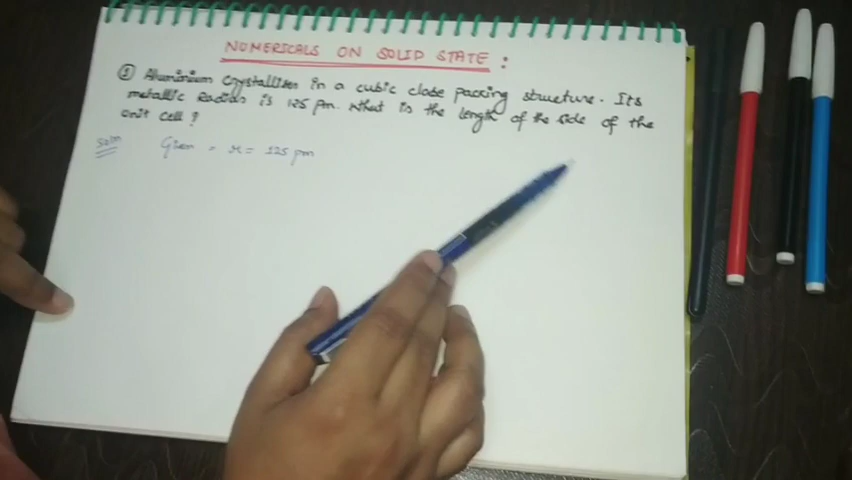 NUMERICALS ON SOLID STATE :
① Aluminium crystallises in a cubic close packing structure. Its
metallic Radius is 125 pm. What is the length of the side of the
unit cell ?
Soln Given = r = 125 pm